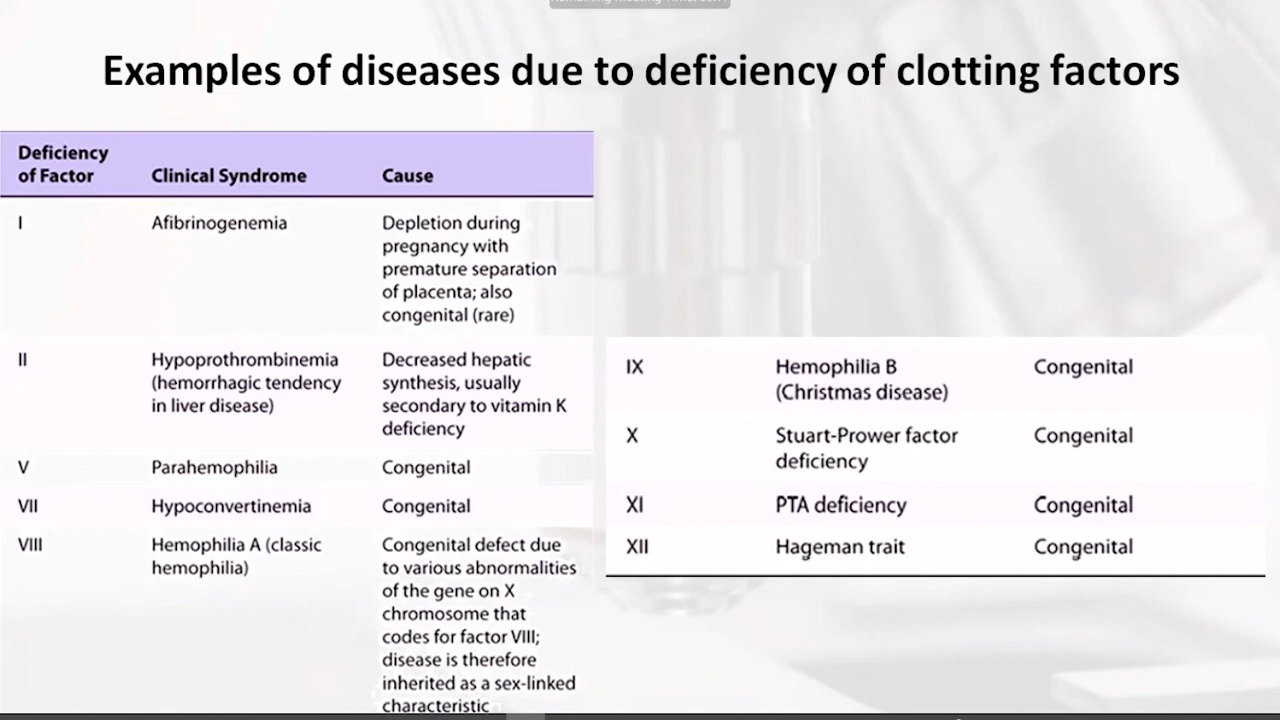 Examples of diseases due to deficiency of clotting factors
Deficiency
of Factor Clinical Syndrome Cause
I Afibrinogenemia Depletion during
pregnancy with
premature separation
of placenta; also
congenital (rare)
II Hypoprothrombinemia Decreased hepatic
(hemorrhagic tendency synthesis, usually
in liver disease) secondary to vitamin K
deficiency
V Parahemophilia Congenital
VII Hypoconvertinemia Congenital
VIII Hemophilia A (classic Congenital defect due
hemophilia) to various abnormalities
of the gene on X
chromosome that
codes for factor VIII;
disease is therefore
inherited as a sex-linked
characteristic
IX Hemophilia B Congenital
(Christmas disease)
X Stuart-Prower factor Congenital
deficiency
XI PTA deficiency Congenital
XII Hageman trait Congenital